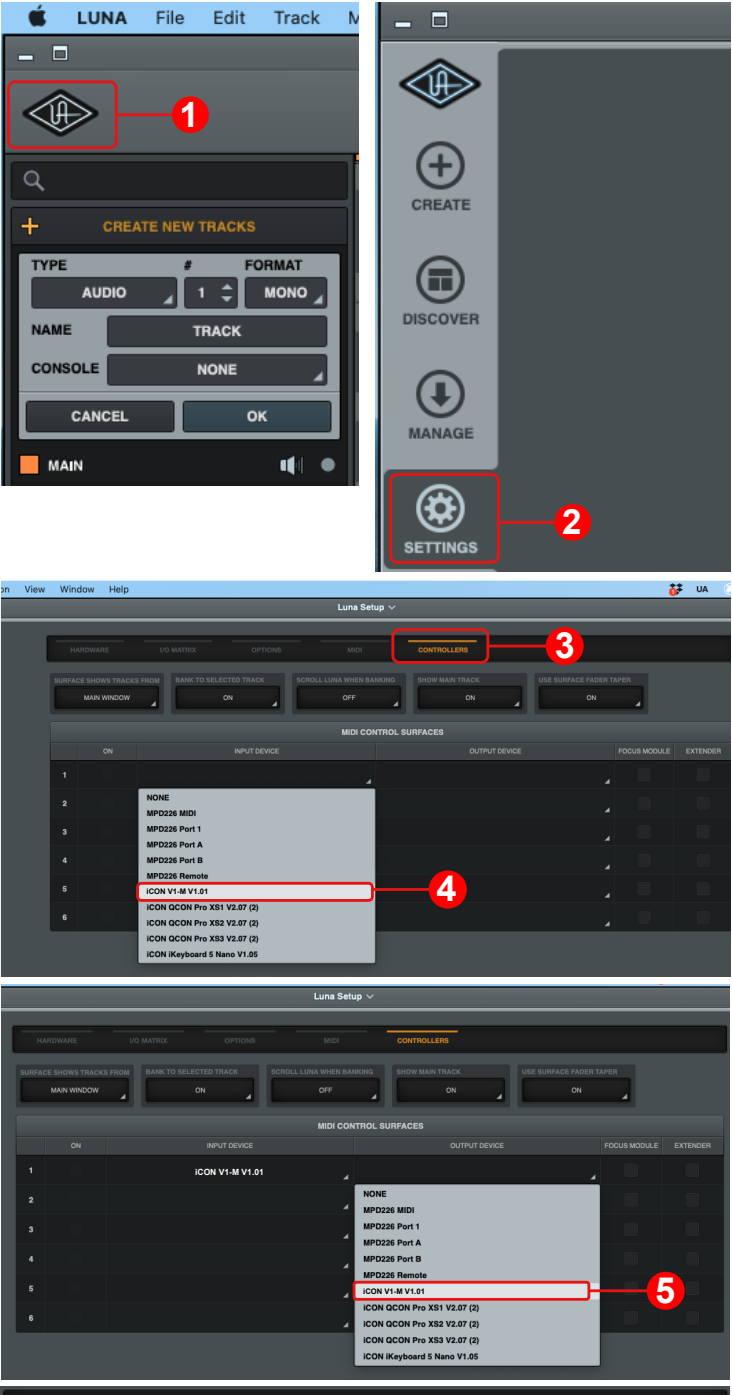 LUNA File Edit Track M
1
CREATE NEW TRACKS
TYPE # FORMAT
AUDIO 1 MONO
NAME TRACK
CONSOLE NONE
CANCEL OK
MAIN
CREATE
DISCOVER
MANAGE
SETTINGS
2
on View Window Help UA
Luna Setup
HARDWARE I/O MATRIX OPTIONS MIDI CONTROLLERS
3
SURFACE SHOWS TRACKS FROM BANK TO SELECTED TRACK SCROLL LUNA WHEN BANKING SHOW MAIN TRACK USE SURFACE FADER TAPER
MAIN WINDOW ON OFF ON ON
MIDI CONTROL SURFACES
ON INPUT DEVICE OUTPUT DEVICE FOCUS MODULE EXTENDER
1
2
3
4
5
6
NONE
MPD226 MIDI
MPD226 Port 1
MPD226 Port A
MPD226 Port B
MPD226 Remote
iCON V1-M V1.01
4
iCON QCON Pro XS1 V2.07 (2)
iCON QCON Pro XS2 V2.07 (2)
iCON QCON Pro XS3 V2.07 (2)
iCON iKeyboard 5 Nano V1.05
Luna Setup
HARDWARE I/O MATRIX OPTIONS MIDI CONTROLLERS
SURFACE SHOWS TRACKS FROM BANK TO SELECTED TRACK SCROLL LUNA WHEN BANKING SHOW MAIN TRACK USE SURFACE FADER TAPER
MAIN WINDOW ON OFF ON ON
MIDI CONTROL SURFACES
ON INPUT DEVICE OUTPUT DEVICE FOCUS MODULE EXTENDER
1 iCON V1-M V1.01
2
3
4
5
6
NONE
MPD226 MIDI
MPD226 Port 1
MPD226 Port A
MPD226 Port B
MPD226 Remote
iCON V1-M V1.01
5
iCON QCON Pro XS1 V2.07 (2)
iCON QCON Pro XS2 V2.07 (2)
iCON QCON Pro XS3 V2.07 (2)
iCON iKeyboard 5 Nano V1.05